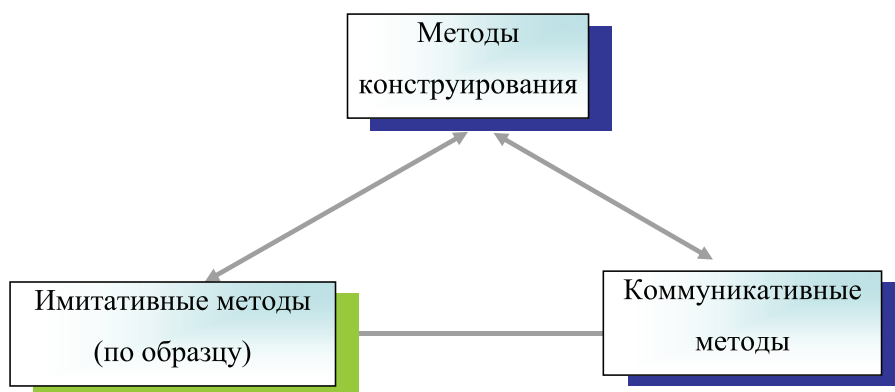 Методы
конструирования
Имитативные методы
(по образцу)
Коммуникативные
методы